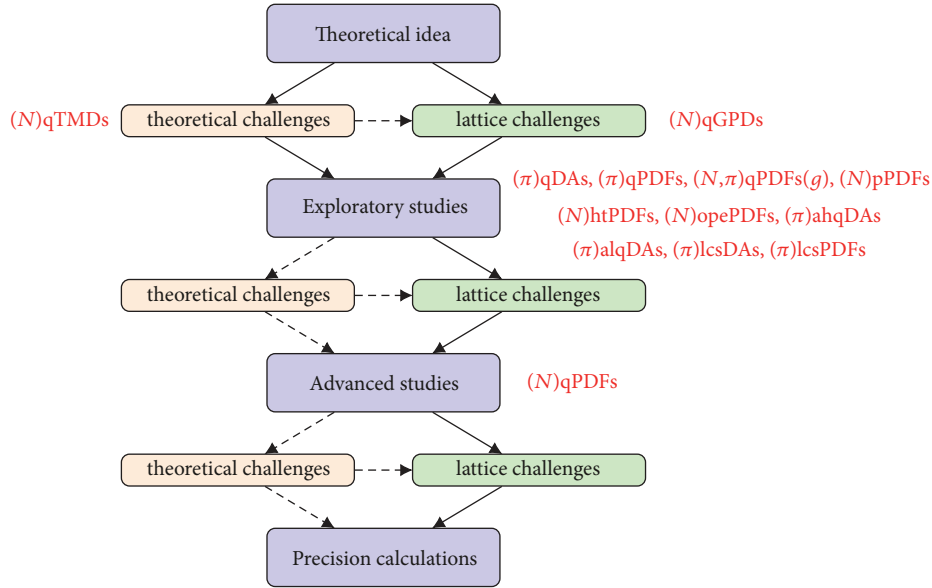 Theoretical idea
(N)qTMDs
theoretical challenges
lattice challenges
(N)qGPDs
Exploratory studies
(π)qDAs, (π)qPDFs, (N,π)qPDFs(g), (N)pPDFs
(N)htPDFs, (N)opePDFs, (π)ahqDAs
(π)alqDAs, (π)lcsDAs, (π)lcsPDFs
theoretical challenges
lattice challenges
Advanced studies
(N)qPDFs
theoretical challenges
lattice challenges
Precision calculations